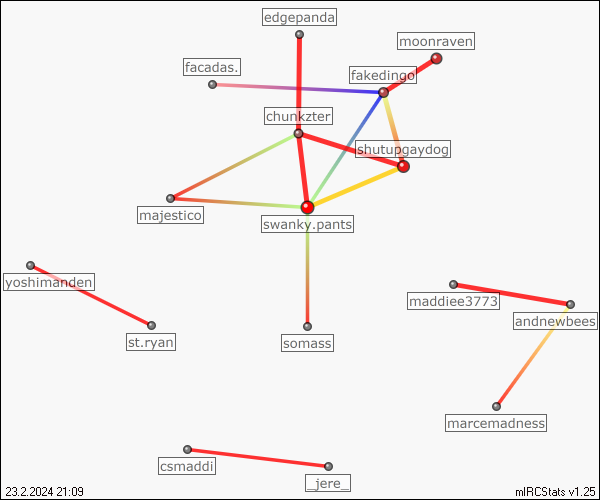 edgepanda
moonraven
facadas.
fakedingo
chunkzter
shutupgaydog
majestico
swanky.pants
yoshimanden
maddiee3773
andnewbees
st.ryan
somass
marcemadness
csmaddi
_jere_
23.2.2024 21:09
mIRCStats v1.25